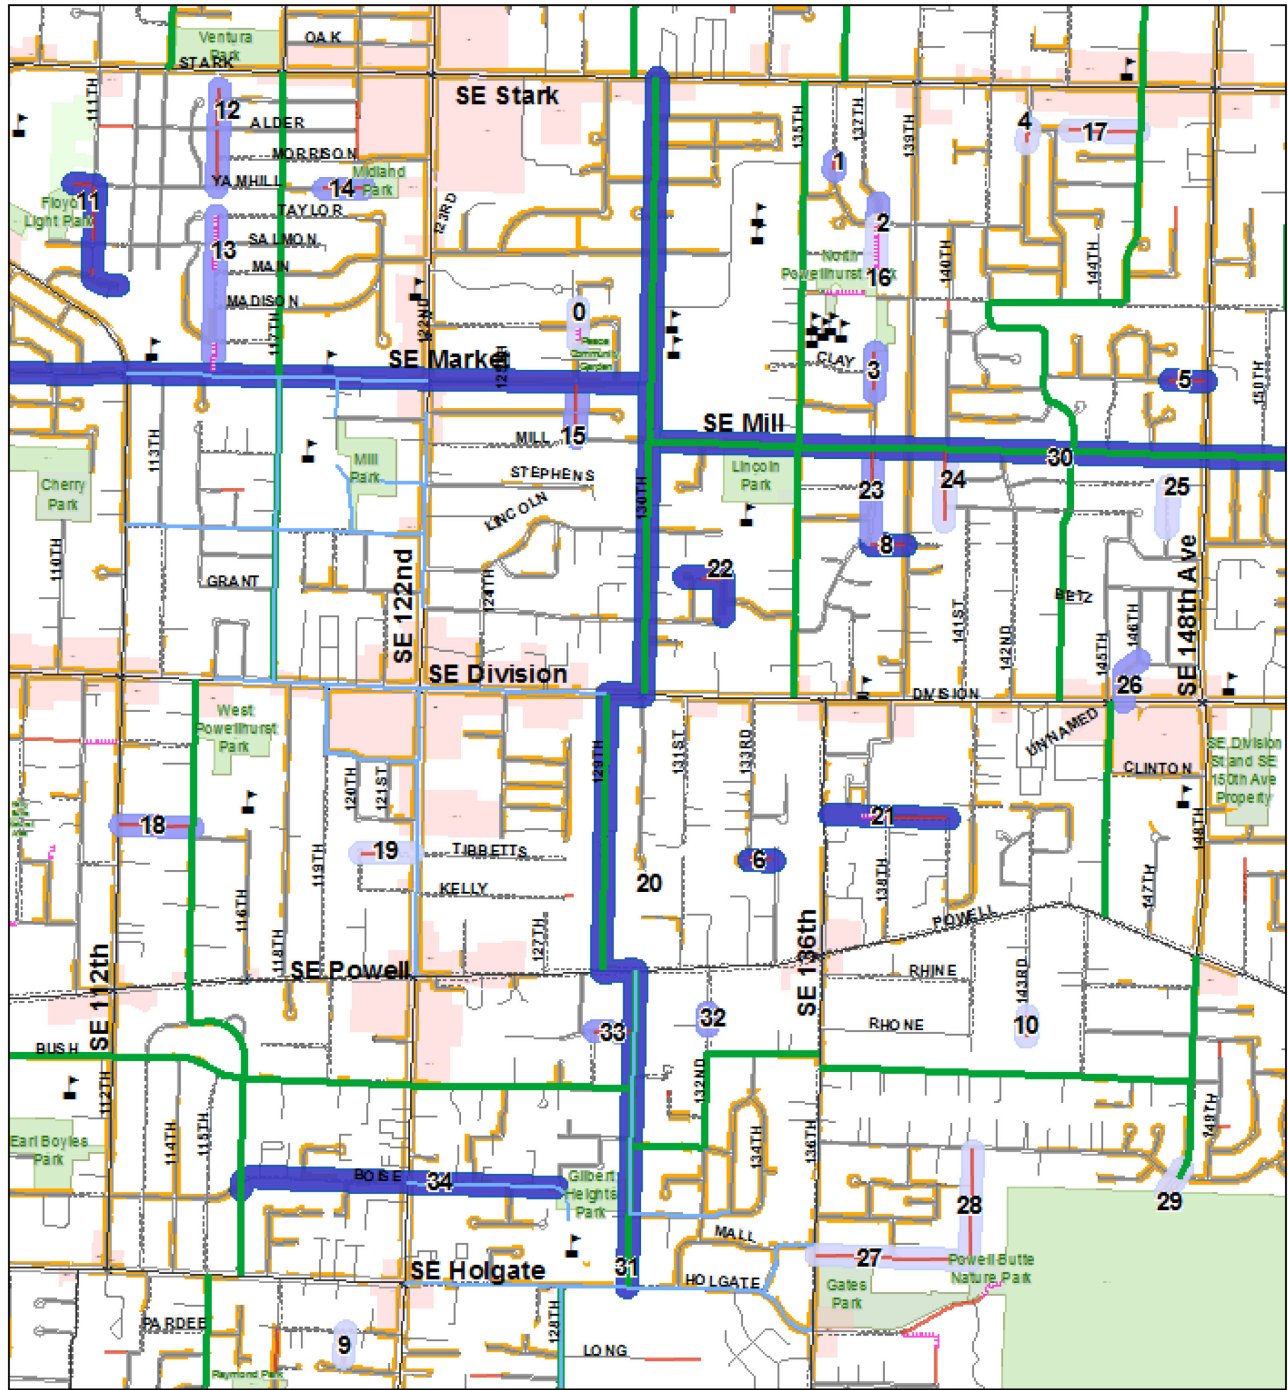 Ventura
Park
OAK
STARK
SE Stark
111TH
12
ALDER
MORRISON
YAMHILL
14
Midland
Park
11
Floyd
Light Park
TAYLOR
13
SALMON
MAIN
MADISON
117TH
123RD
122ND
135TH
137TH
139TH
1
4
17
2
North
Powellhurst Park
16
140TH
144TH
0
Peace
Community
Garden
SE Market
CLAY
3
5
150TH
15
MILL
SE Mill
30
113TH
Cherry
Park
Mill
Park
STEPHENS
LINCOLN
130TH
Lincoln
Park
23
24
25
8
110TH
GRANT
SE 122nd
124TH
22
141ST
142ND
BETZ
145TH
146TH
SE 148th Ave
26
SE Division
DIVISION
West
Powellhurst
Park
UNNAMED
CLINTON
SE Division
St and SE
150th Ave
Property
129TH
131ST
133RD
120TH
121ST
148TH
18
19
TIBBETTS
KELLY
6
20
21
138TH
147TH
116TH
118TH
119TH
127TH
POWELL
SE 112th
SE Powell
SE 136th
RHINE
143RD
RHONE
10
33
32
BUSH
112TH
132ND
149TH
Earl Boyles
Park
114TH
115TH
134TH
136TH
BOISE
34
Gilbert
Heights
Park
28
29
MALL
27
Powell Butte
Nature Park
31
SE Holgate
HOLGATE
Gates
Park
PARDEE
9
128TH
LONG
Raymond Park